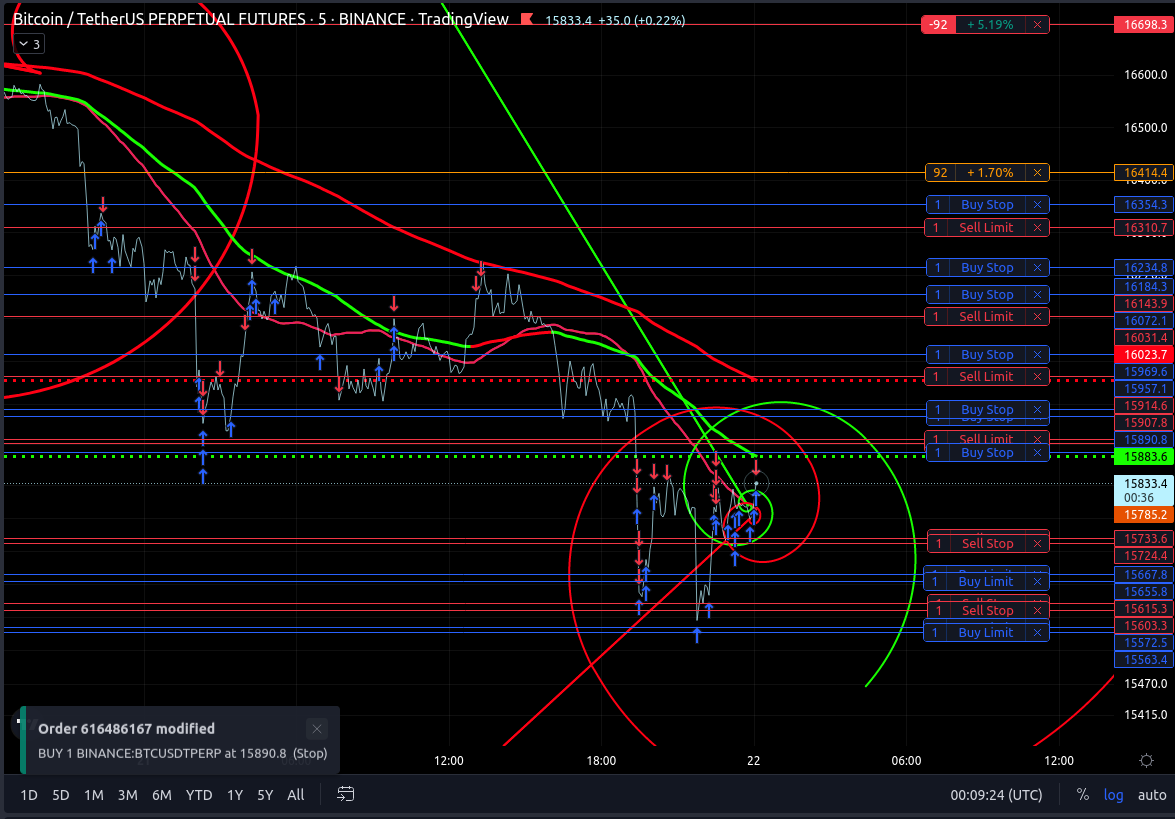 Bitcoin / TetherUS PERPETUAL FUTURES · 5 · BINANCE · TradingView 15833.4 +35.0 (+0.22%)
3
-92 + 5.19% × 16698.3
16600.0
16500.0
92 + 1.70% × 16414.4
1 Buy Stop × 16354.3
1 Sell Limit × 16310.7
1 Buy Stop × 16234.8
16184.3
1 Buy Stop ×
16143.9
1 Sell Limit × 16072.1
16031.4
1 Buy Stop × 16023.7
15969.6
1 Sell Limit ×
15957.1
15914.6
1 Buy Stop ×
15907.8
1 Sell Limit × 15890.8
1 Buy Stop × 15883.6
15833.4
00:36
15785.2
15733.6
1 Sell Stop ×
15724.4
15667.8
1 Buy Limit ×
15655.8
1 Sell Stop × 15615.3
15603.3
1 Buy Limit ×
15572.5
15563.4
15470.0
15415.0
Order 616486167 modified
BUY 1 BINANCE:BTCUSDTPERP at 15890.8 (Stop)
12:00 18:00 22 06:00 12:00
1D 5D 1M 3M 6M YTD 1Y 5Y All 00:09:24 (UTC) % log auto